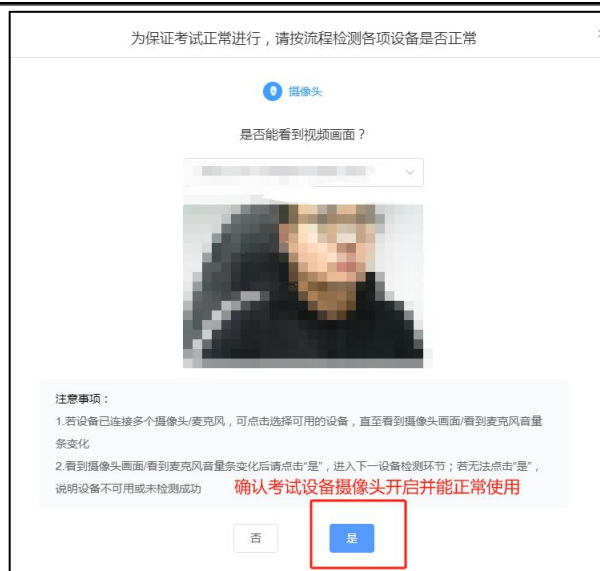 为保证考试正常进行，请按流程检测各项设备是否正常
摄像头
是否能看到视频画面？
注意事项：
1.若设备已连接多个摄像头/麦克风，可点击选择可用的设备，直至看到摄像头画面/看到麦克风音量
条变化
2.看到摄像头画面/看到麦克风音量条变化后请点击“是”，进入下一设备检测环节；若无法点击“是”，
说明设备不可用或未检测成功
确认考试设备摄像头开启并能正常使用
否
是